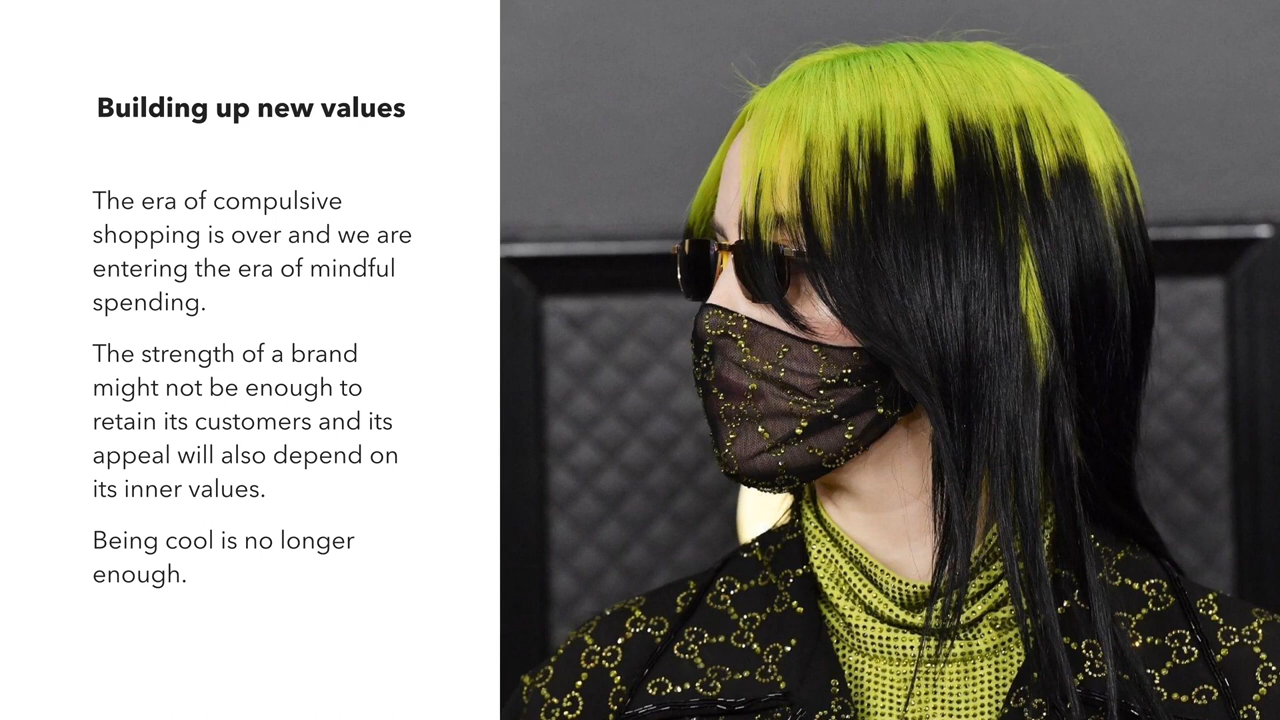 Building up new values
The era of compulsive
shopping is over and we are
entering the era of mindful
spending.
The strength of a brand
might not be enough to
retain its customers and its
appeal will also depend on
its inner values.
Being cool is no longer
enough.